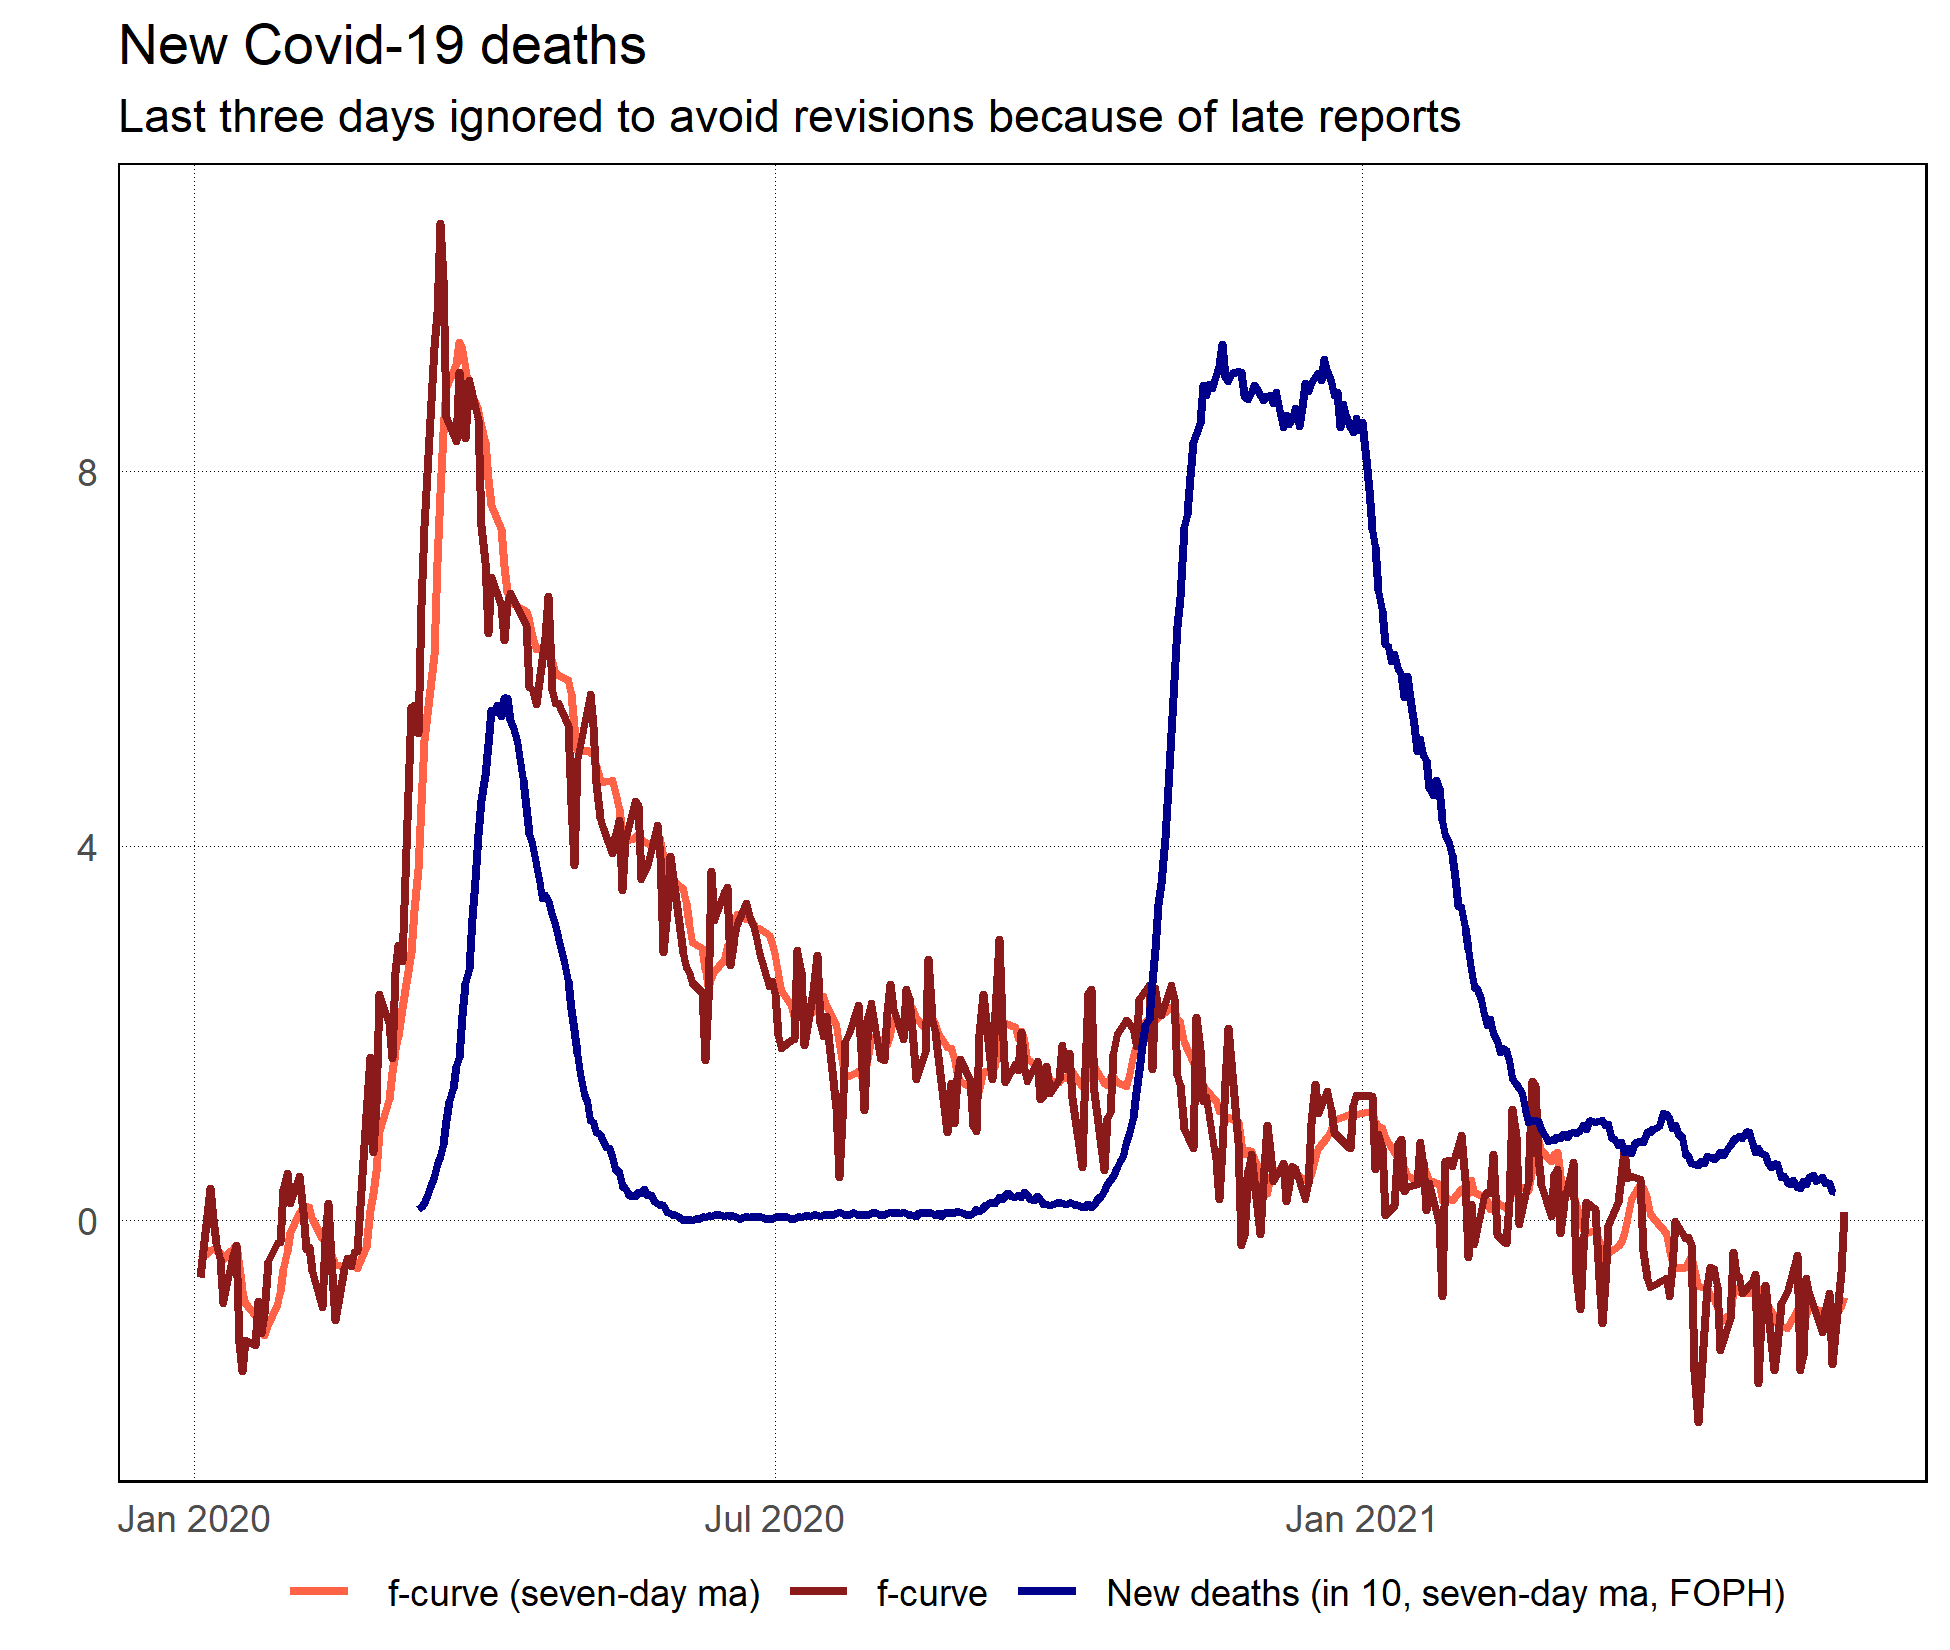 New Covid-19 deaths
Last three days ignored to avoid revisions because of late reports
8
4
0
Jan 2020
Jul 2020
Jan 2021
f-curve (seven-day ma)
f-curve
New deaths (in 10, seven-day ma, FOPH)